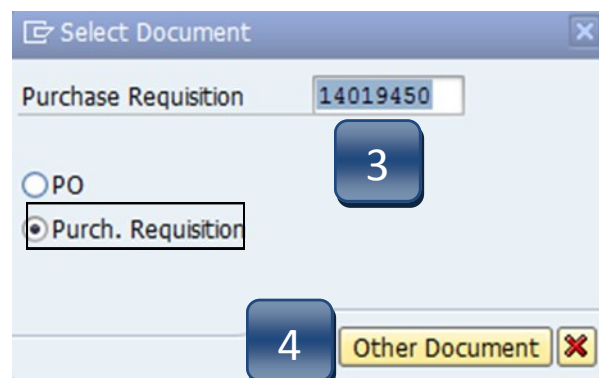 Select Document
Purchase Requisition 14019450
3
PO
Purch. Requisition
4 Other Document